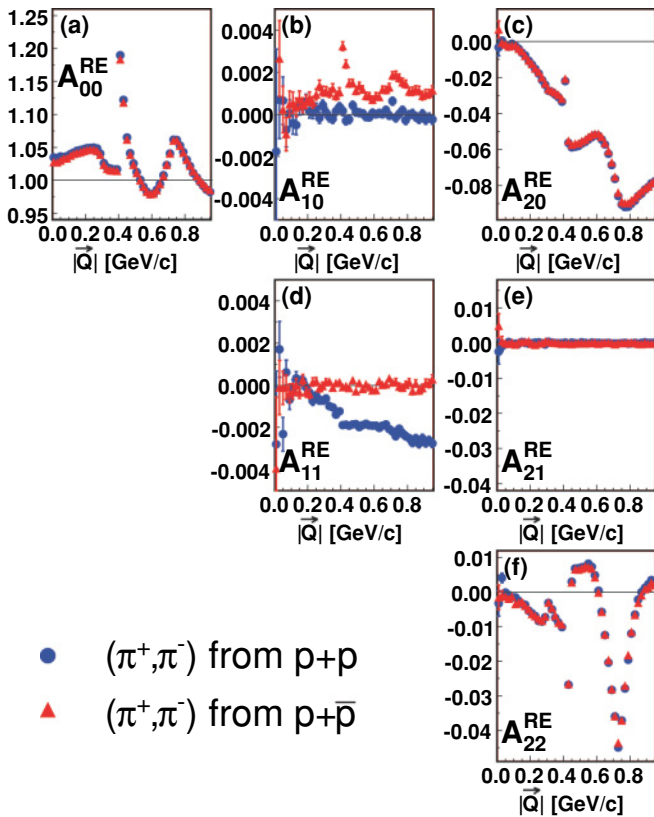 (a)
A₀₀ᴿᴱ
1.25
1.20
1.15
1.10
1.05
1.00
0.95
0.0 0.2 0.4 0.6 0.8
|Q⃗| [GeV/c]
(b)
A₁₀ᴿᴱ
0.004
0.002
0.000
-0.002
-0.004
0.0 0.2 0.4 0.6 0.8
|Q⃗| [GeV/c]
(c)
A₂₀ᴿᴱ
0.00
-0.02
-0.04
-0.06
-0.08
0.0 0.2 0.4 0.6 0.8
|Q⃗| [GeV/c]
(d)
A₁₁ᴿᴱ
0.004
0.002
0.000
-0.002
-0.004
0.0 0.2 0.4 0.6 0.8
|Q⃗| [GeV/c]
(e)
A₂₁ᴿᴱ
0.01
0.00
-0.01
-0.02
-0.03
-0.04
0.0 0.2 0.4 0.6 0.8
|Q⃗| [GeV/c]
(f)
A₂₂ᴿᴱ
0.01
0.00
-0.01
-0.02
-0.03
-0.04
0.0 0.2 0.4 0.6 0.8
|Q⃗| [GeV/c]
(π⁺,π⁻) from p+p
(π⁺,π⁻) from p+p̅